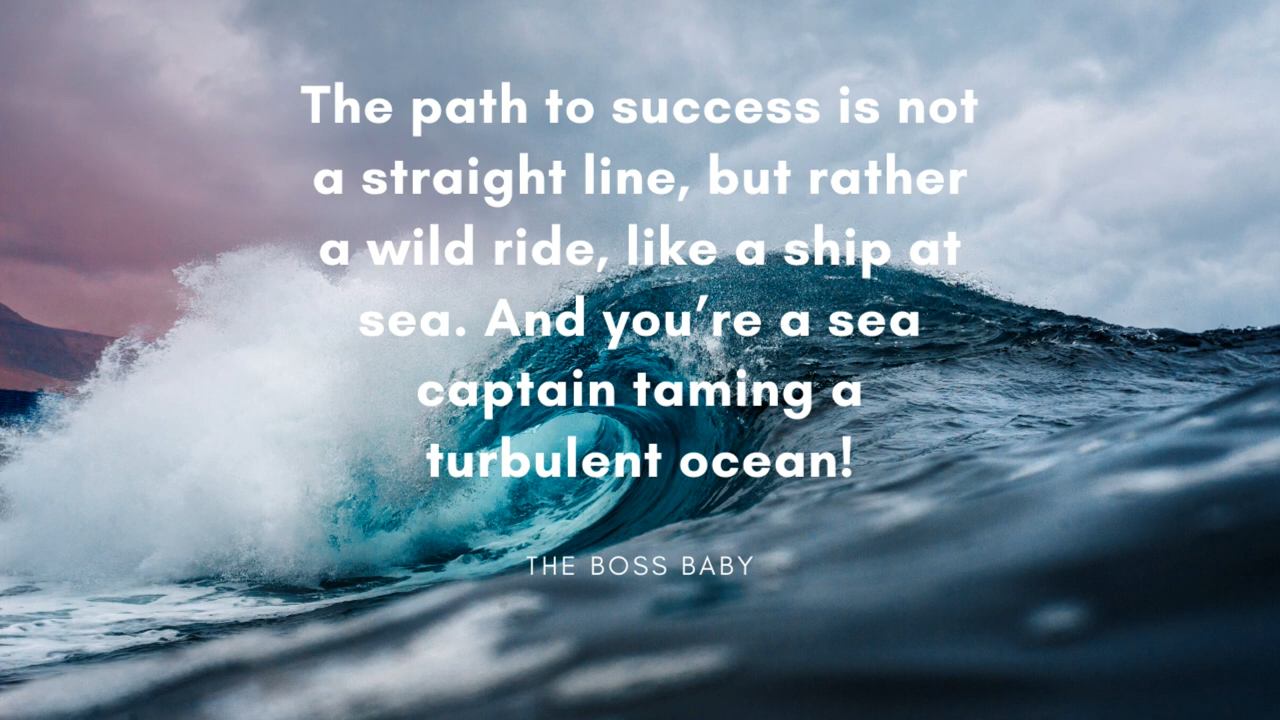 The path to success is not
a straight line, but rather
a wild ride, like a ship at
sea. And you’re a sea
captain taming a
turbulent ocean!
THE BOSS BABY